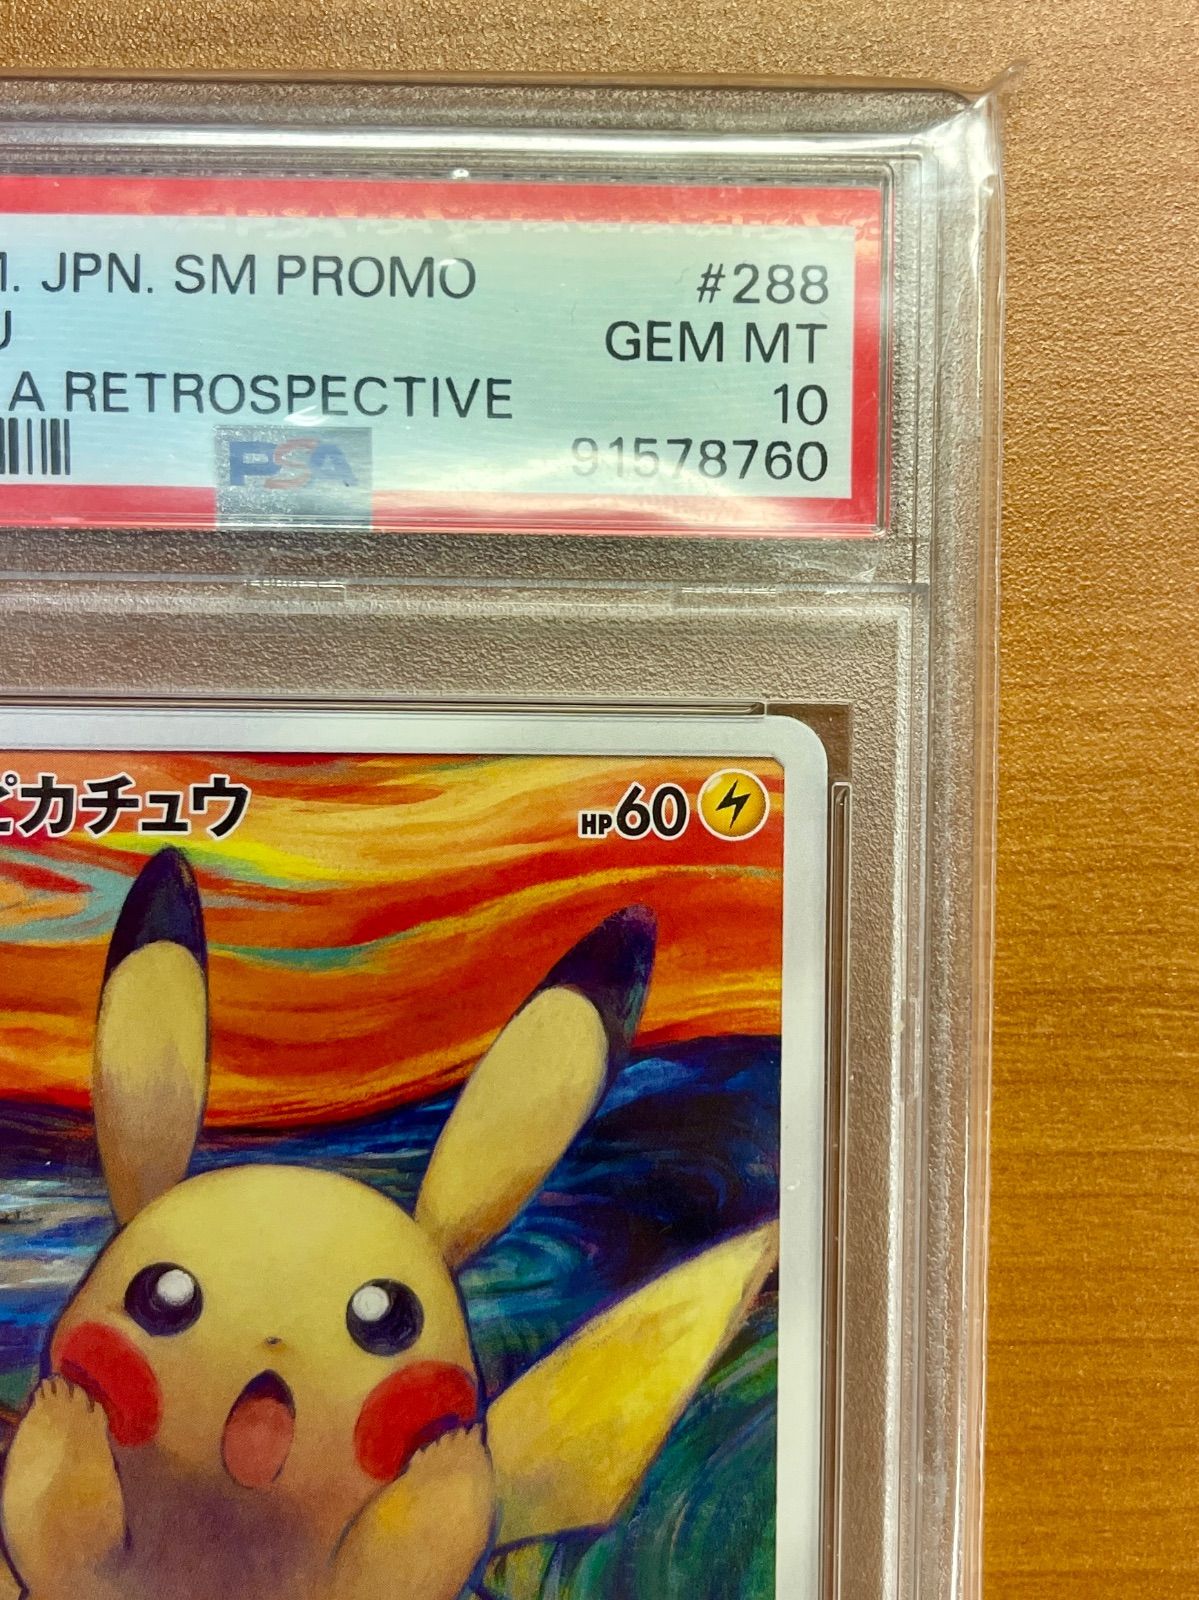 JPN. SM PROMO #288
GEM MT
A RETROSPECTIVE 10
PSA 91578760
ピカチュウ HP60